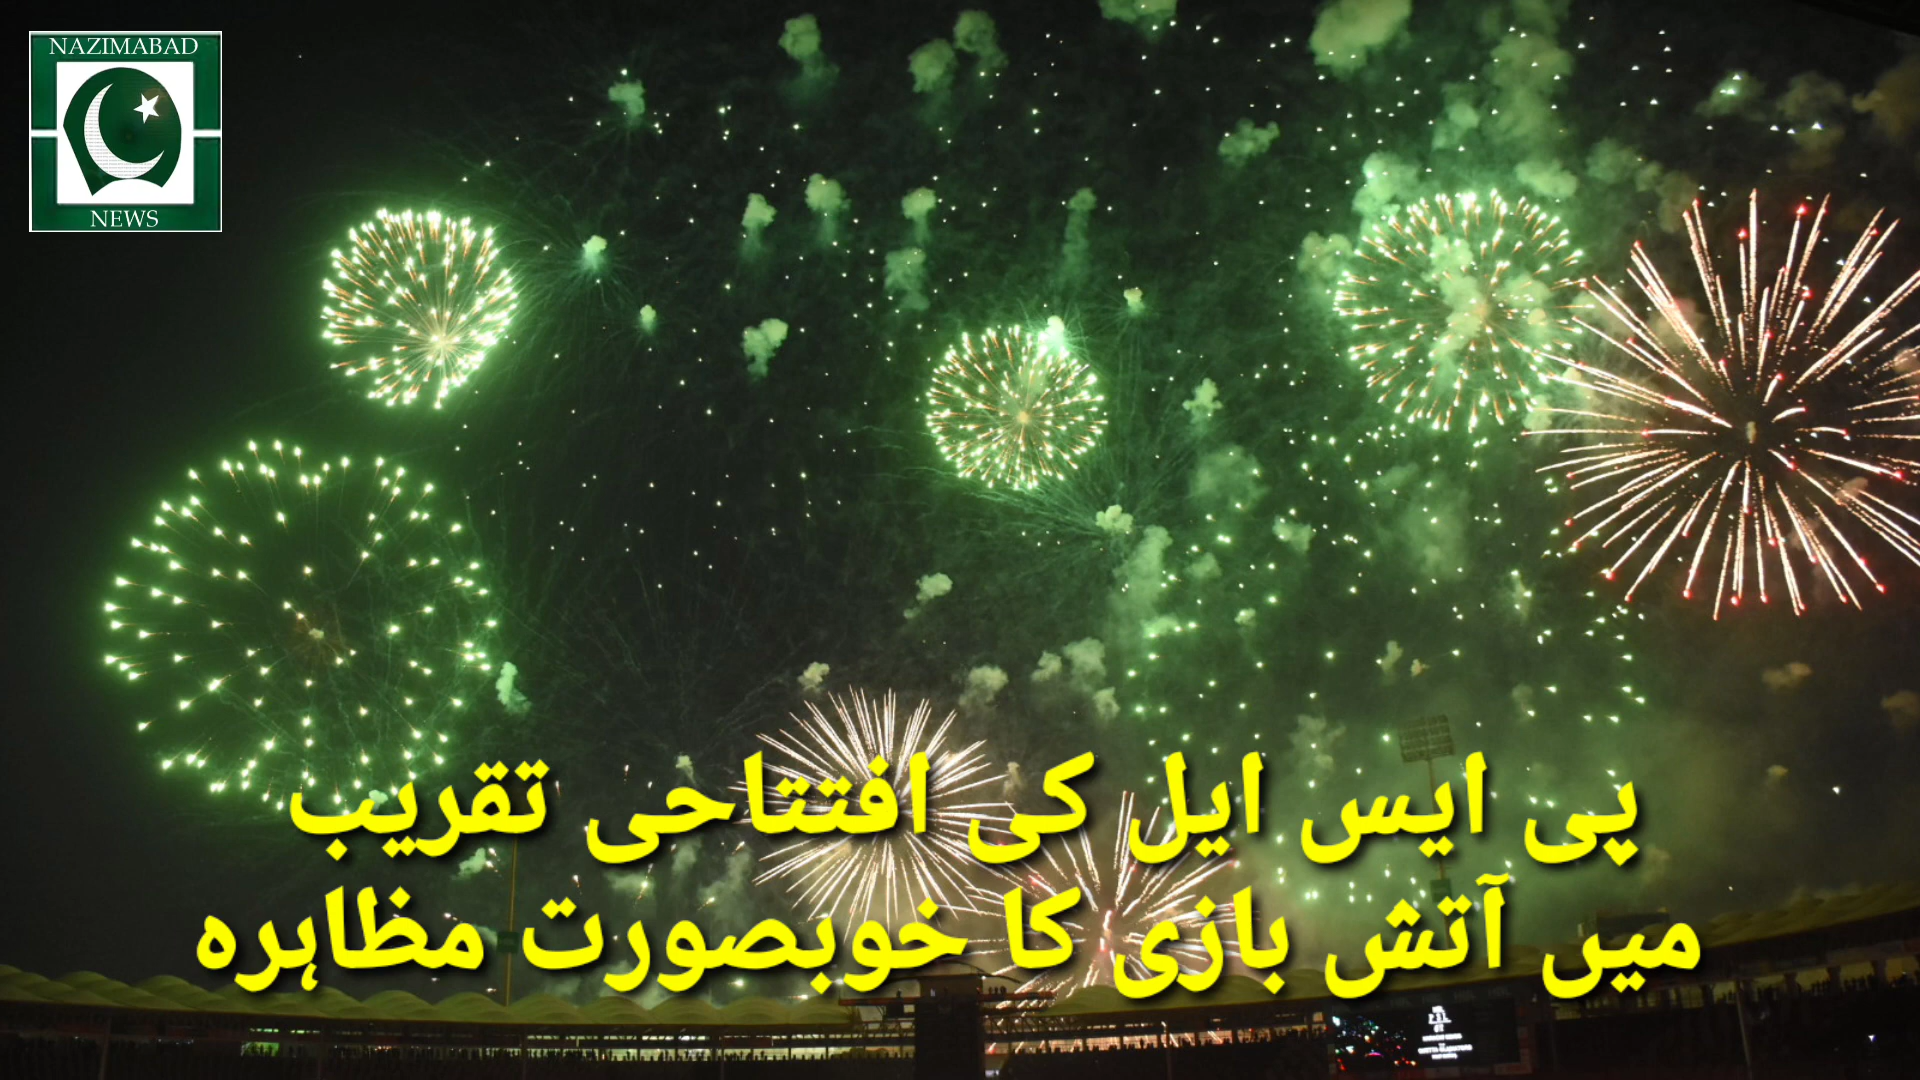 NAZIMABAD
NEWS
پی ایس ایل کی افتتاحی تقریب
میں آتش بازی کا خوبصورت مظاہرہ